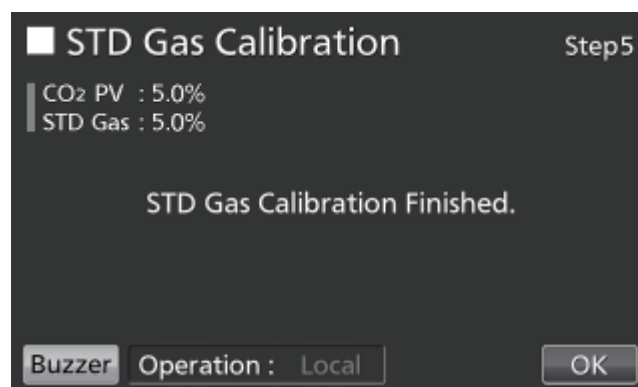 STD Gas Calibration Step5
CO2 PV : 5.0%
STD Gas : 5.0%
STD Gas Calibration Finished.
Buzzer Operation : Local OK